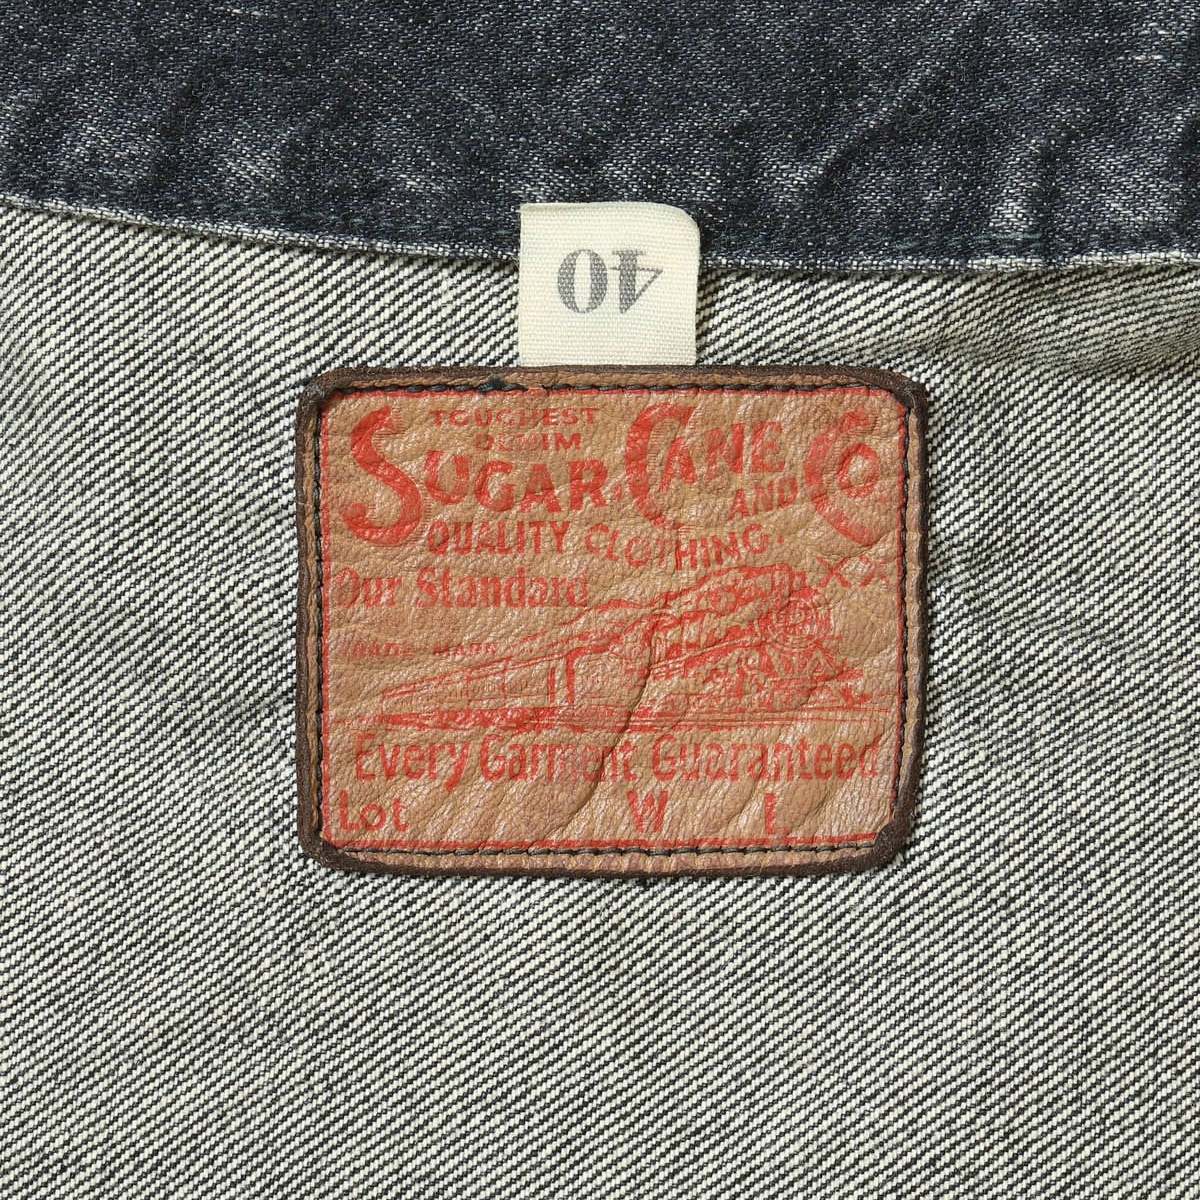 40
TOUGHEST
DENIM
SUGAR CANE
AND CO
QUALITY CLOTHING.
Our Standard
XX
TRADE MARK
Every Garment Guaranteed
Lot W L